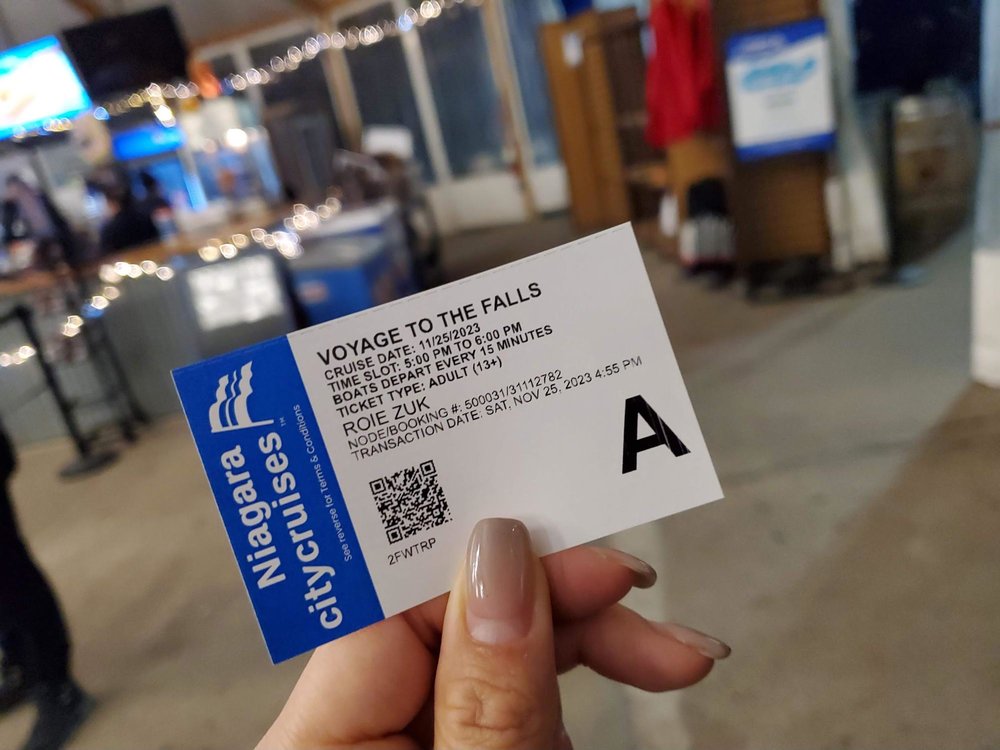 VOYAGE TO THE FALLS
CRUISE DATE: 11/25/2023
TIME SLOT: 5:00 PM TO 6:00 PM
BOATS DEPART EVERY 15 MINUTES
TICKET TYPE: ADULT (13+)
ROIE ZUK
NODE/BOOKING #: 500031/31112782
TRANSACTION DATE: SAT, NOV 25, 2023 4:55 PM
A
2FWTRP
Niagara
citycruises™
See reverse for Terms & Conditions